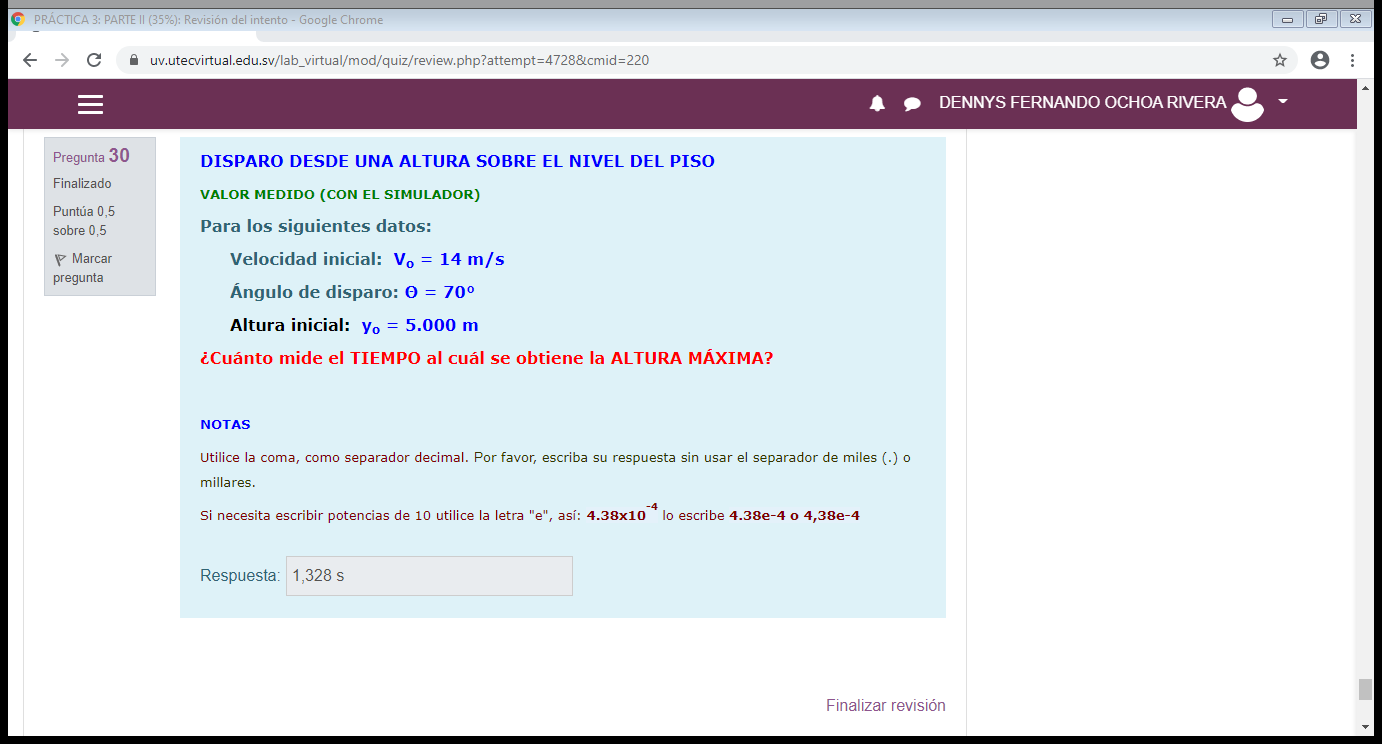 PRÁCTICA 3: PARTE II (35%): Revisión del intento - Google Chrome
uv.utecvirtual.edu.sv/lab_virtual/mod/quiz/review.php?attempt=4728&cmid=220
DENNYS FERNANDO OCHOA RIVERA
Pregunta 30
Finalizado
Puntúa 0,5
sobre 0,5
Marcar
pregunta
DISPARO DESDE UNA ALTURA SOBRE EL NIVEL DEL PISO
VALOR MEDIDO (CON EL SIMULADOR)
Para los siguientes datos:
Velocidad inicial: Vo = 14 m/s
Ángulo de disparo: Θ = 70º
Altura inicial: yo = 5.000 m
¿Cuánto mide el TIEMPO al cuál se obtiene la ALTURA MÁXIMA?
NOTAS
Utilice la coma, como separador decimal. Por favor, escriba su respuesta sin usar el separador de miles (.) o
millares.
Si necesita escribir potencias de 10 utilice la letra "e", así: 4.38x10-4 lo escribe 4.38e-4 o 4,38e-4
Respuesta: 1,328 s
Finalizar revisión